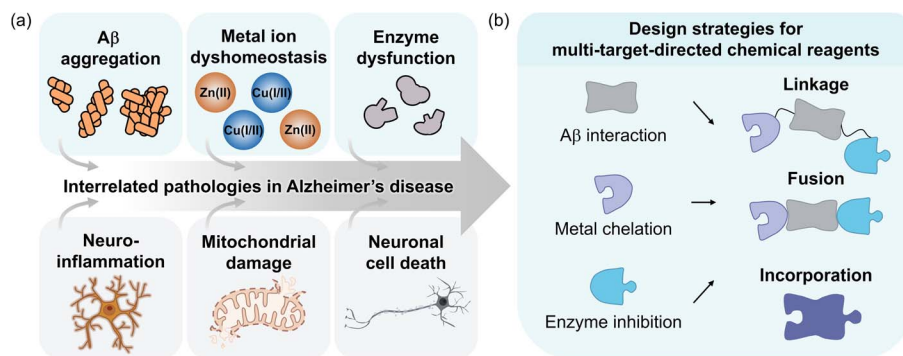 (a)
Aβ
aggregation
Metal ion
dyshomeostasis
Zn(II)
Cu(I/II)
Cu(I/II)
Zn(II)
Enzyme
dysfunction
Interrelated pathologies in Alzheimer's disease
Neuro-
inflammation
Mitochondrial
damage
Neuronal
cell death
(b)
Design strategies for
multi-target-directed chemical reagents
Aβ interaction
Linkage
Metal chelation
Fusion
Enzyme inhibition
Incorporation